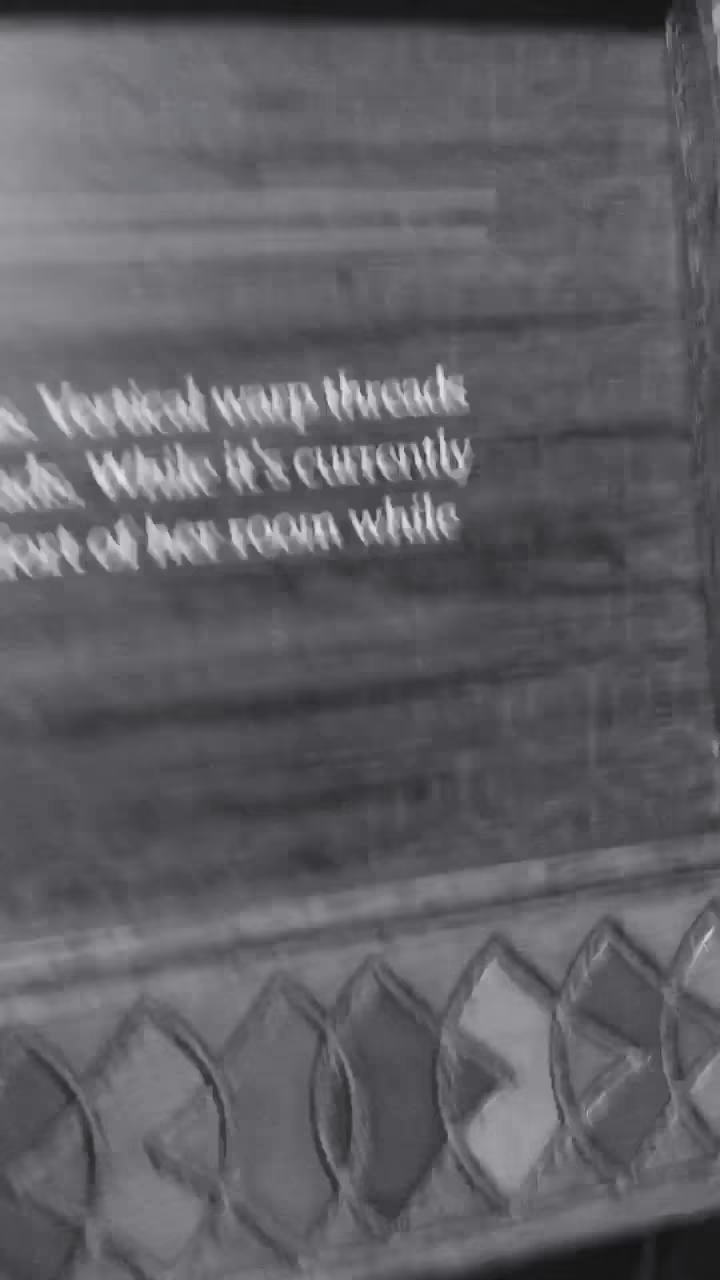 Vertical warp threads
While it's currently
of her room while